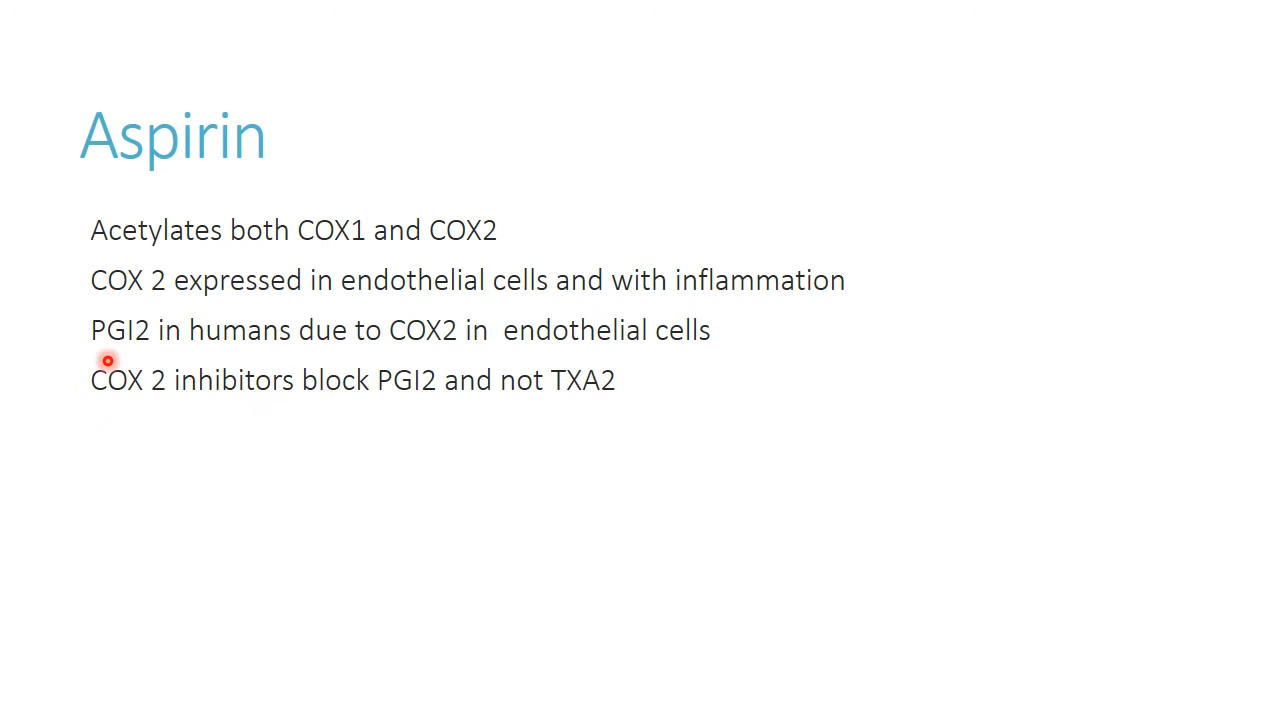 Aspirin
Acetylates both COX1 and COX2
COX 2 expressed in endothelial cells and with inflammation
PGI2 in humans due to COX2 in  endothelial cells
COX 2 inhibitors block PGI2 and not TXA2